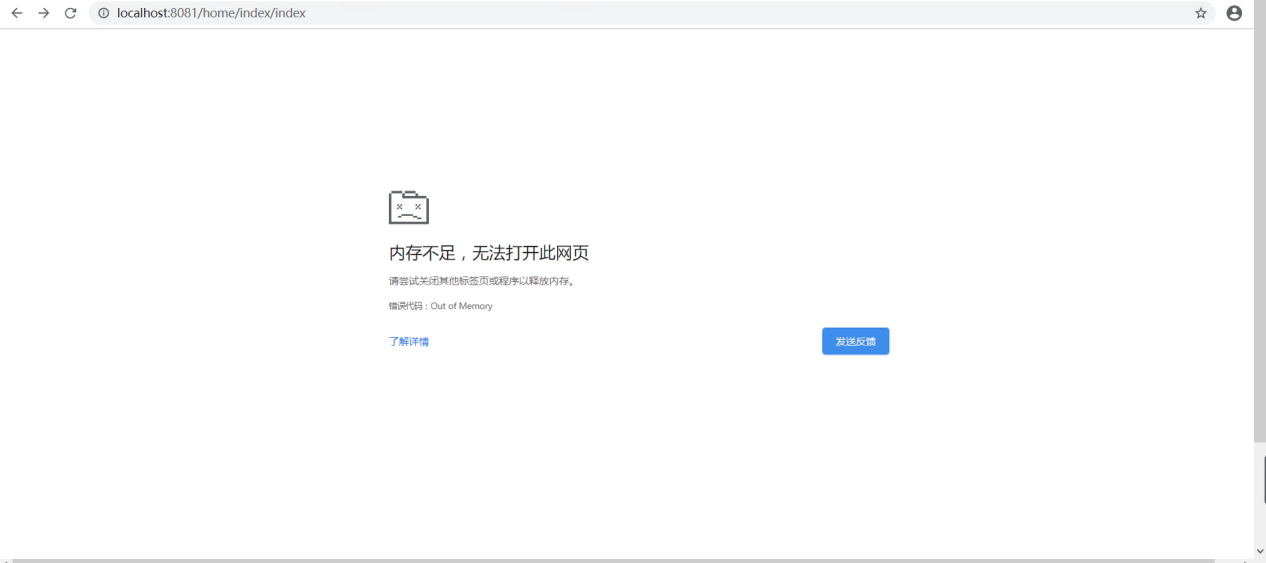 localhost:8081/home/index/index
内存不足，无法打开此网页
请尝试关闭其他标签页或程序以释放内存。
错误代码：Out of Memory
了解详情
发送反馈